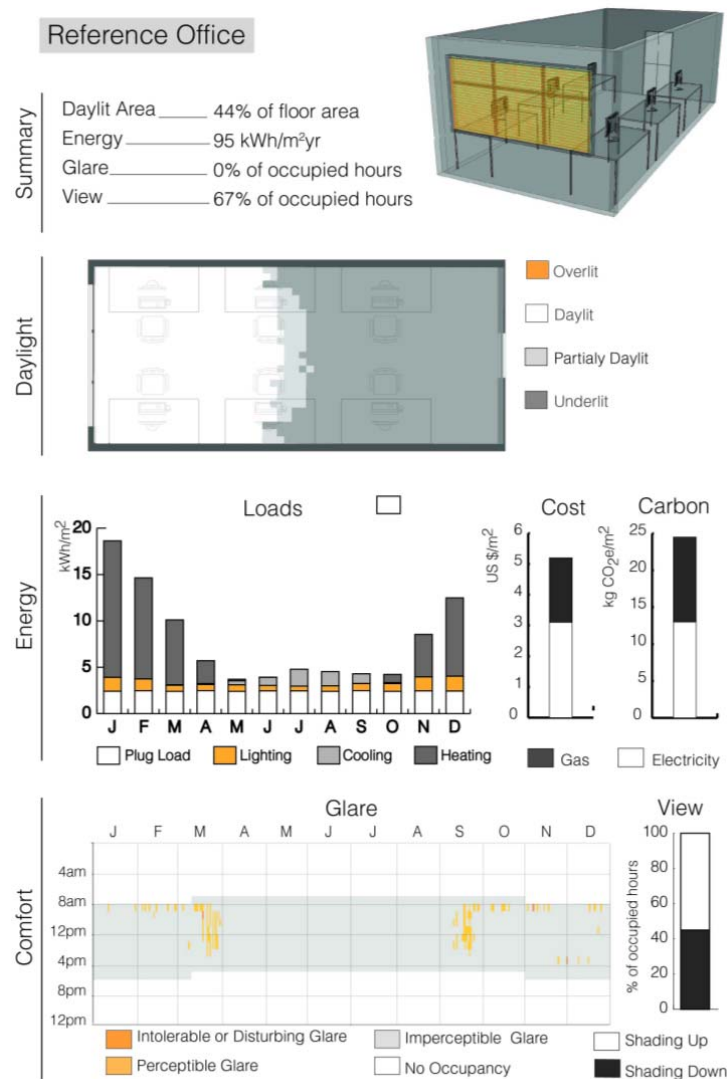 Reference Office
Summary
Daylit Area 44% of floor area
Energy 95 kWh/m²yr
Glare 0% of occupied hours
View 67% of occupied hours
Daylight
Overlit
Daylit
Partialy Daylit
Underlit
Energy
Loads
kWh/m²
20
15
10
5
0
J F M A M J J A S O N D
Plug Load Lighting Cooling Heating
Cost
US $/m²
6
5
4
3
2
1
0
Carbon
kg CO₂e/m²
25
20
15
10
5
0
Gas Electricity
Comfort
Glare
J F M A M J J A S O N D
4am
8am
12pm
4pm
8pm
12pm
Intolerable or Disturbing Glare
Perceptible Glare
Imperceptible Glare
No Occupancy
View
% of occupied hours
100
80
60
40
20
0
Shading Up
Shading Down